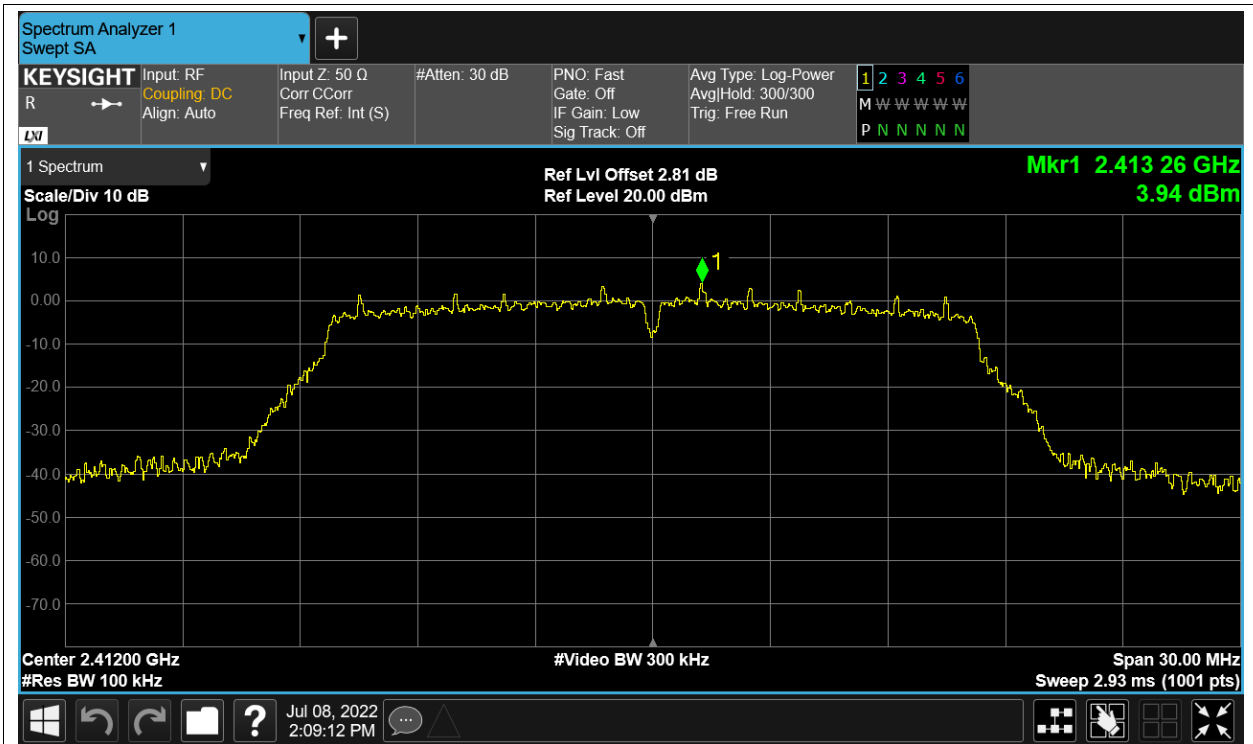 Spectrum Analyzer 1
Swept SA
KEYSIGHT
R
LXI
Input: RF
Coupling: DC
Align: Auto
Input Z: 50 Ω
Corr CCorr
Freq Ref: Int (S)
#Atten: 30 dB
PNO: Fast
Gate: Off
IF Gain: Low
Sig Track: Off
Avg Type: Log-Power
Avg|Hold: 300/300
Trig: Free Run
1 2 3 4 5 6
M W W W W W
P N N N N N
1 Spectrum
Scale/Div 10 dB
Log
Ref Lvl Offset 2.81 dB
Ref Level 20.00 dBm
Mkr1 2.413 26 GHz
3.94 dBm
1
10.0
0.00
-10.0
-20.0
-30.0
-40.0
-50.0
-60.0
-70.0
Center 2.41200 GHz
#Res BW 100 kHz
#Video BW 300 kHz
Span 30.00 MHz
Sweep 2.93 ms (1001 pts)
?
Jul 08, 2022
2:09:12 PM